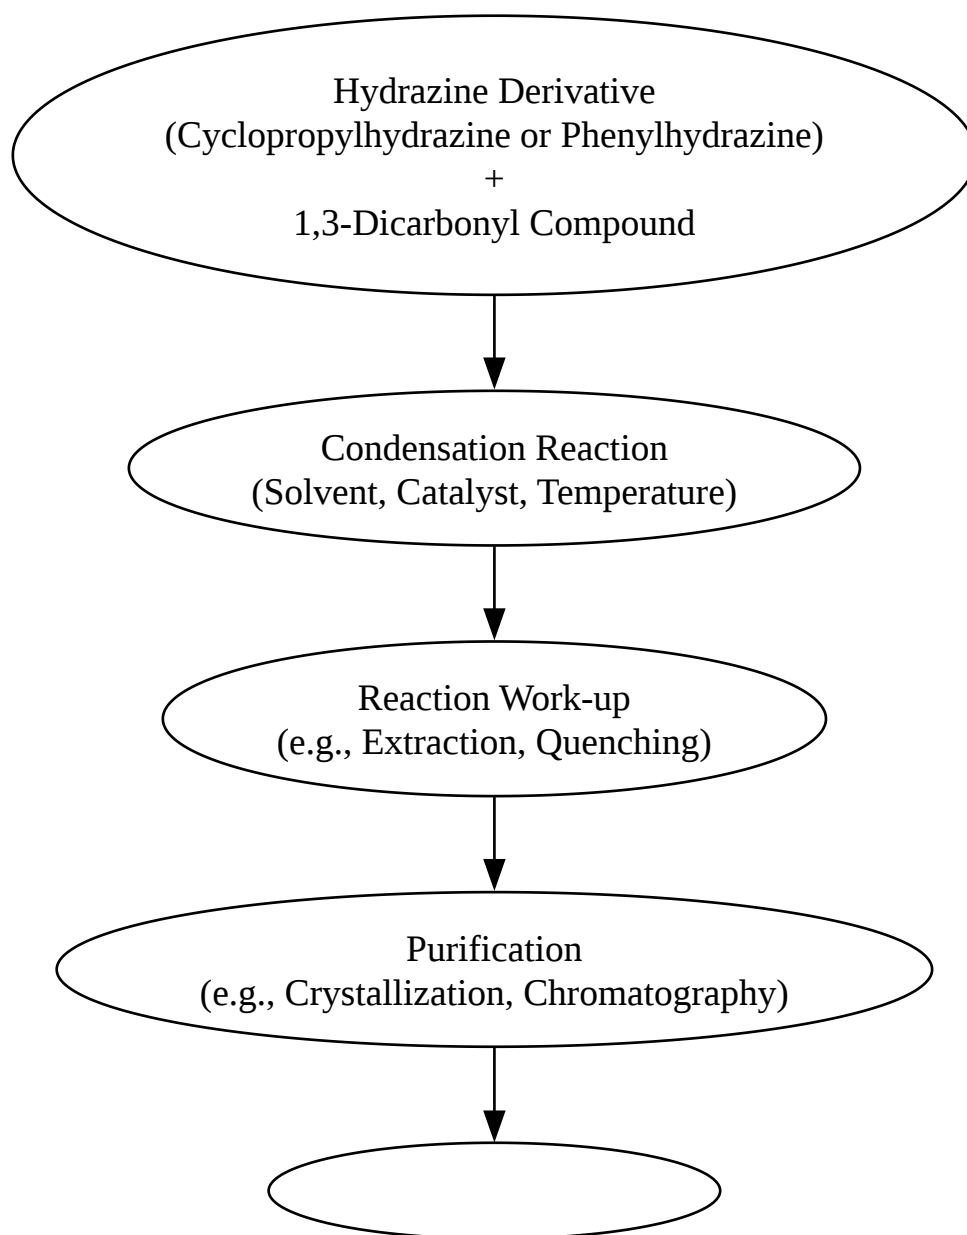 Hydrazine Derivative
(Cyclopropylhydrazine or Phenylhydrazine)
+
1,3-Dicarbonyl Compound
Condensation Reaction
(Solvent, Catalyst, Temperature)
Reaction Work-up
(e.g., Extraction, Quenching)
Purification
(e.g., Crystallization, Chromatography)